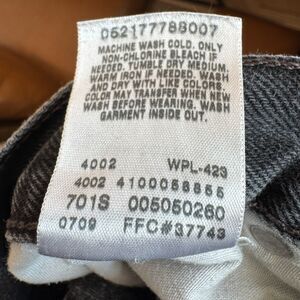 052177788007
MACHINE WASH COLD. ONLY
NON-CHLORINE BLEACH IF
NEEDED. TUMBLE DRY MEDIUM.
WARM IRON IF NEEDED. WASH
AND DRY WITH LIKE COLORS.
COLOR MAY TRANSFER WHEN NEW
WASH BEFORE WEARING. WASH
GARMENT INSIDE OUT.
4002 WPL-423
4002 4100058855
701S 005050260
0709 FFC#37743